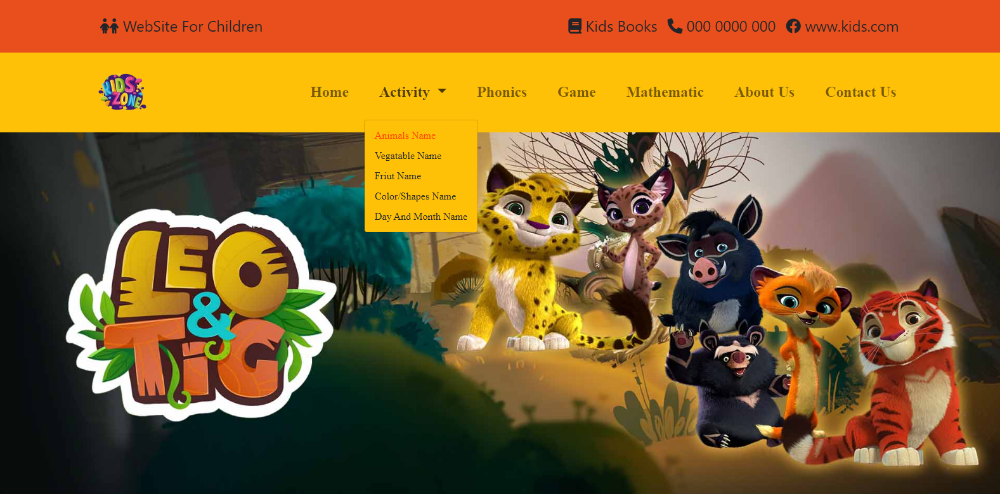 WebSite For Children
Kids Books 000 0000 000 www.kids.com
KIDS ZONE
Home Activity Phonics Game Mathematic About Us Contact Us
Animals Name
Vegatable Name
Friut Name
Color/Shapes Name
Day And Month Name
LEO
&
TiG